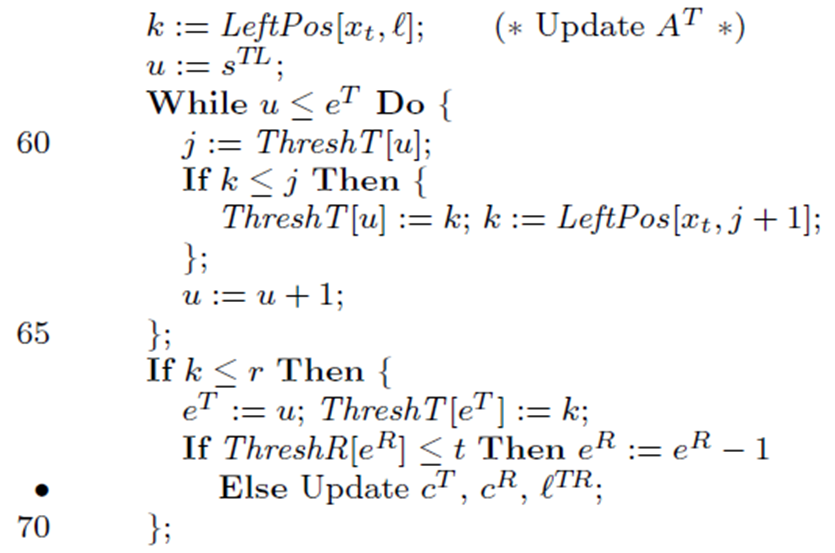 k := LeftPos[x_t, ℓ];   (* Update A^T *)
u := s^{TL};
While u ≤ e^T Do {
60   j := ThreshT[u];
If k ≤ j Then {
ThreshT[u] := k; k := LeftPos[x_t, j + 1];
};
u := u + 1;
65   };
If k ≤ r Then {
e^T := u; ThreshT[e^T] := k;
If ThreshR[e^R] ≤ t Then e^R := e^R − 1
•   Else Update c^T, c^R, ℓ^{TR};
70   };